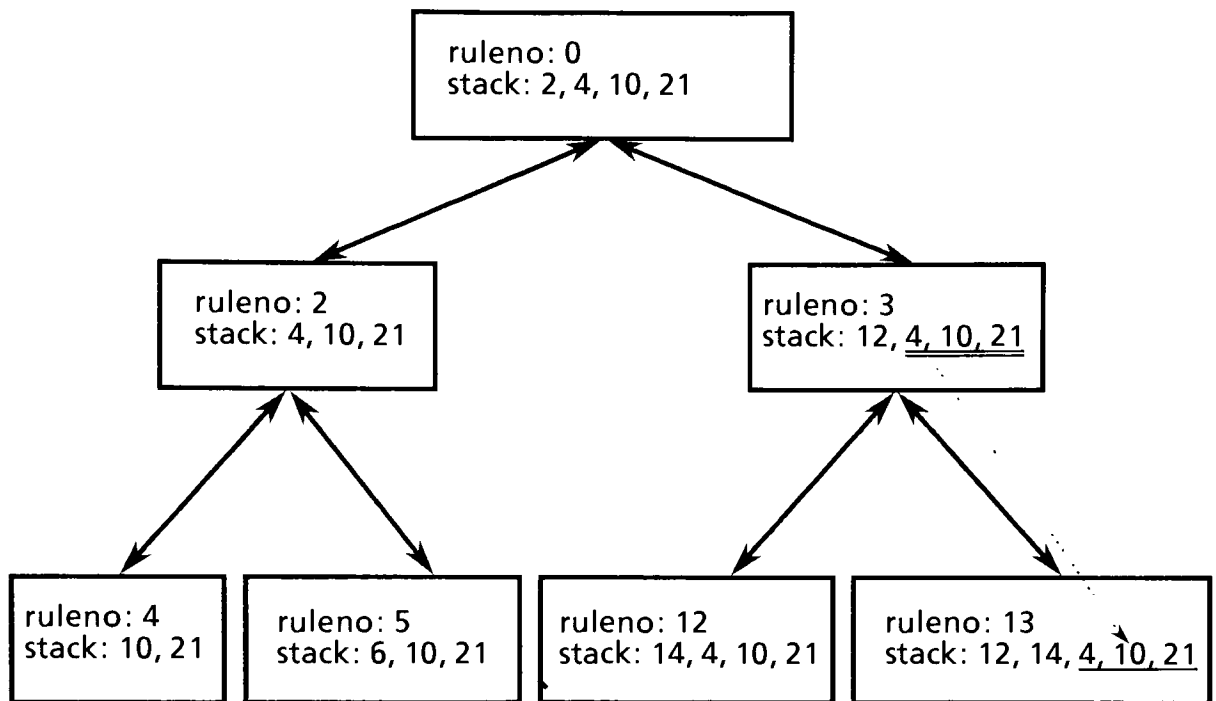 ruleno: 0
stack: 2, 4, 10, 21
ruleno: 2
stack: 4, 10, 21
ruleno: 3
stack: 12, 4, 10, 21
ruleno: 4
stack: 10, 21
ruleno: 5
stack: 6, 10, 21
ruleno: 12
stack: 14, 4, 10, 21
ruleno: 13
stack: 12, 14, 4, 10, 21